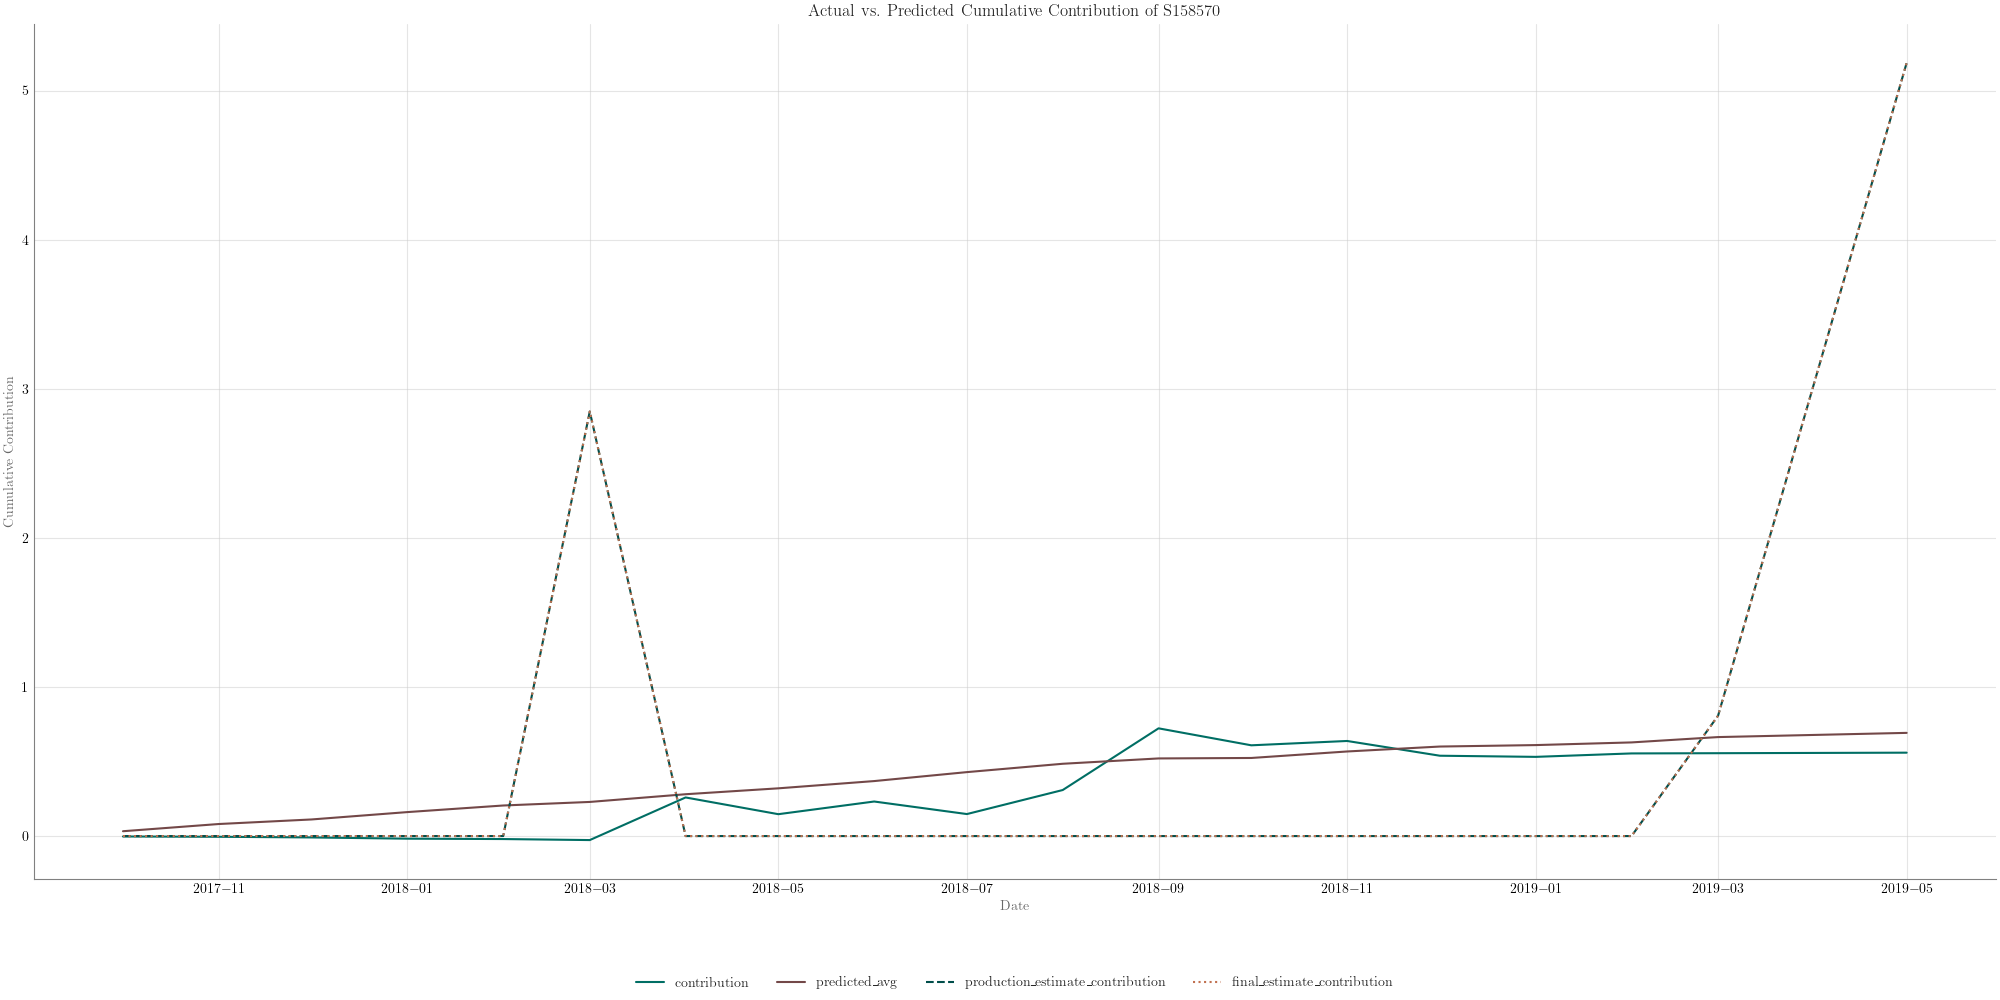 Actual vs. Predicted Cumulative Contribution of S158570
Cumulative Contribution
5
4
3
2
1
0
2017−11 2018−01 2018−03 2018−05 2018−07 2018−09 2018−11 2019−01 2019−03 2019−05
Date
contribution predicted_avg production_estimate_contribution final_estimate_contribution